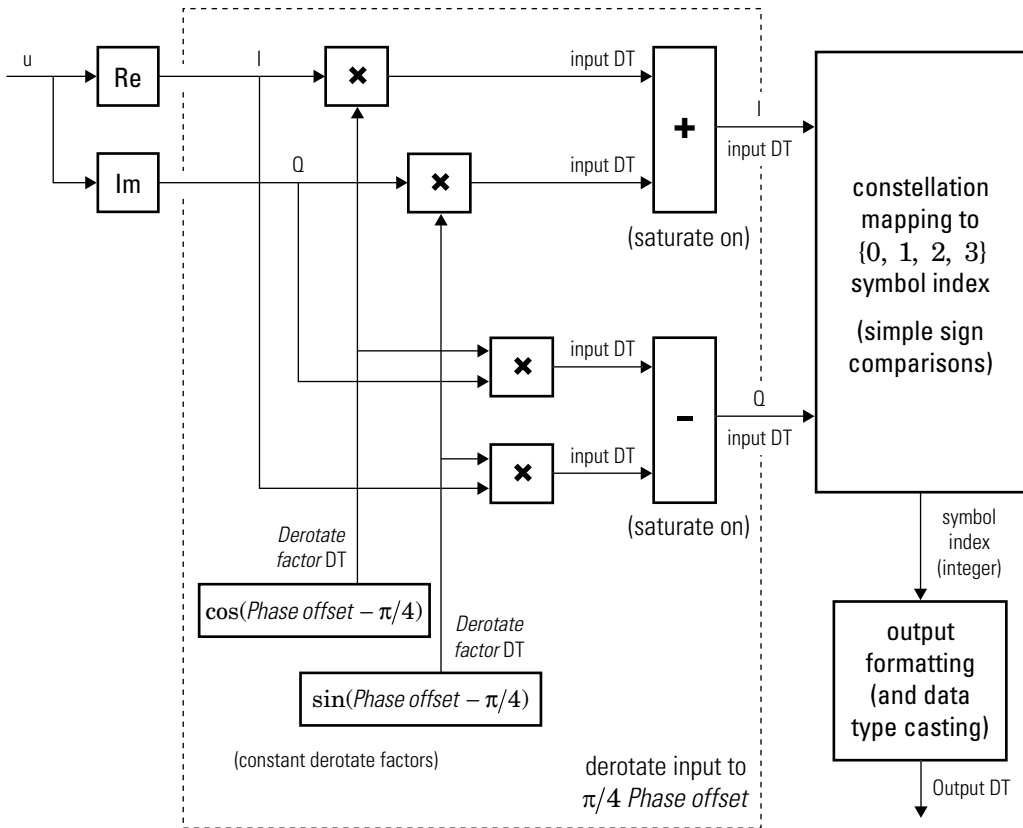 u
Re
I
×
input DT
+
I
input DT
Im
Q
×
input DT
(saturate on)
constellation
mapping to
{0, 1, 2, 3}
symbol index
(simple sign
comparisons)
×
input DT
−
Q
input DT
×
input DT
(saturate on)
Derotate
factor DT
cos(Phase offset − π/4)
Derotate
factor DT
sin(Phase offset − π/4)
(constant derotate factors)
derotate input to
π/4 Phase offset
symbol
index
(integer)
output
formatting
(and data
type casting)
Output DT